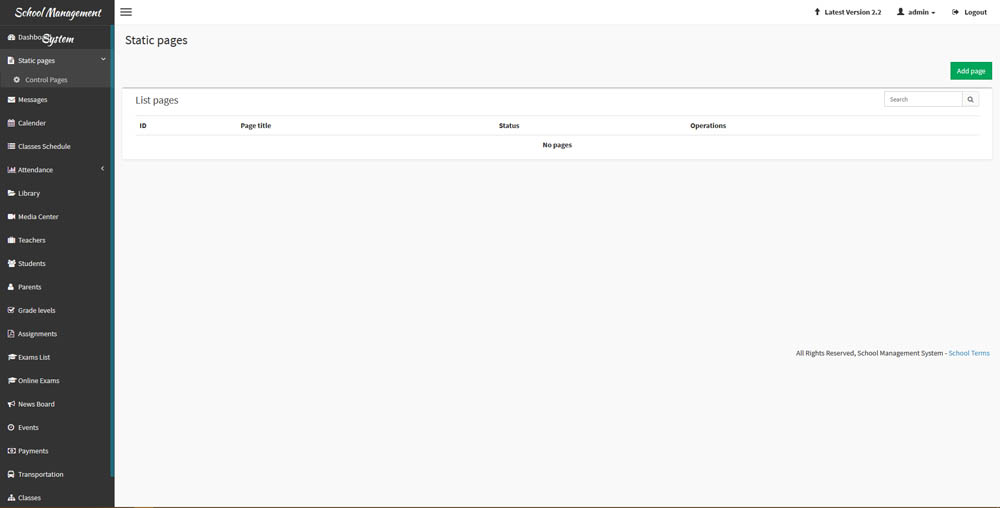 School Management
System
Latest Version 2.2
admin
Logout
Dashboard
Static pages
Control Pages
Messages
Calender
Classes Schedule
Attendance
Library
Media Center
Teachers
Students
Parents
Grade levels
Assignments
Exams List
Online Exams
News Board
Events
Payments
Transportation
Classes
Static pages
Add page
List pages
Search
ID Page title Status Operations
No pages
All Rights Reserved, School Management System - School Terms